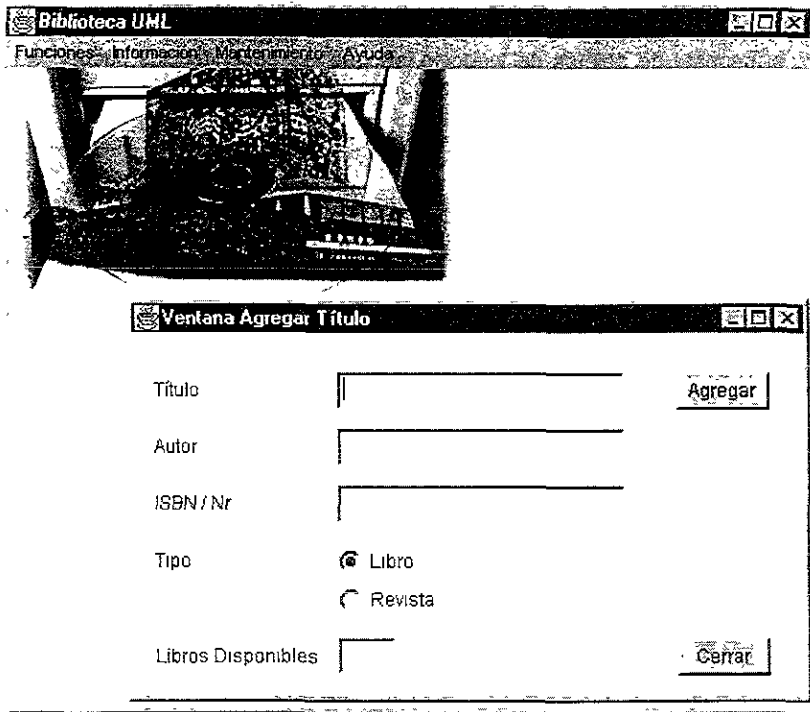 Biblioteca UML
Funciones Informacion Mantenimiento Ayuda
Ventana Agregar Título
Título
Agregar
Autor
ISBN / Nr
Tipo
Libro
Revista
Libros Disponibles
Cerrar